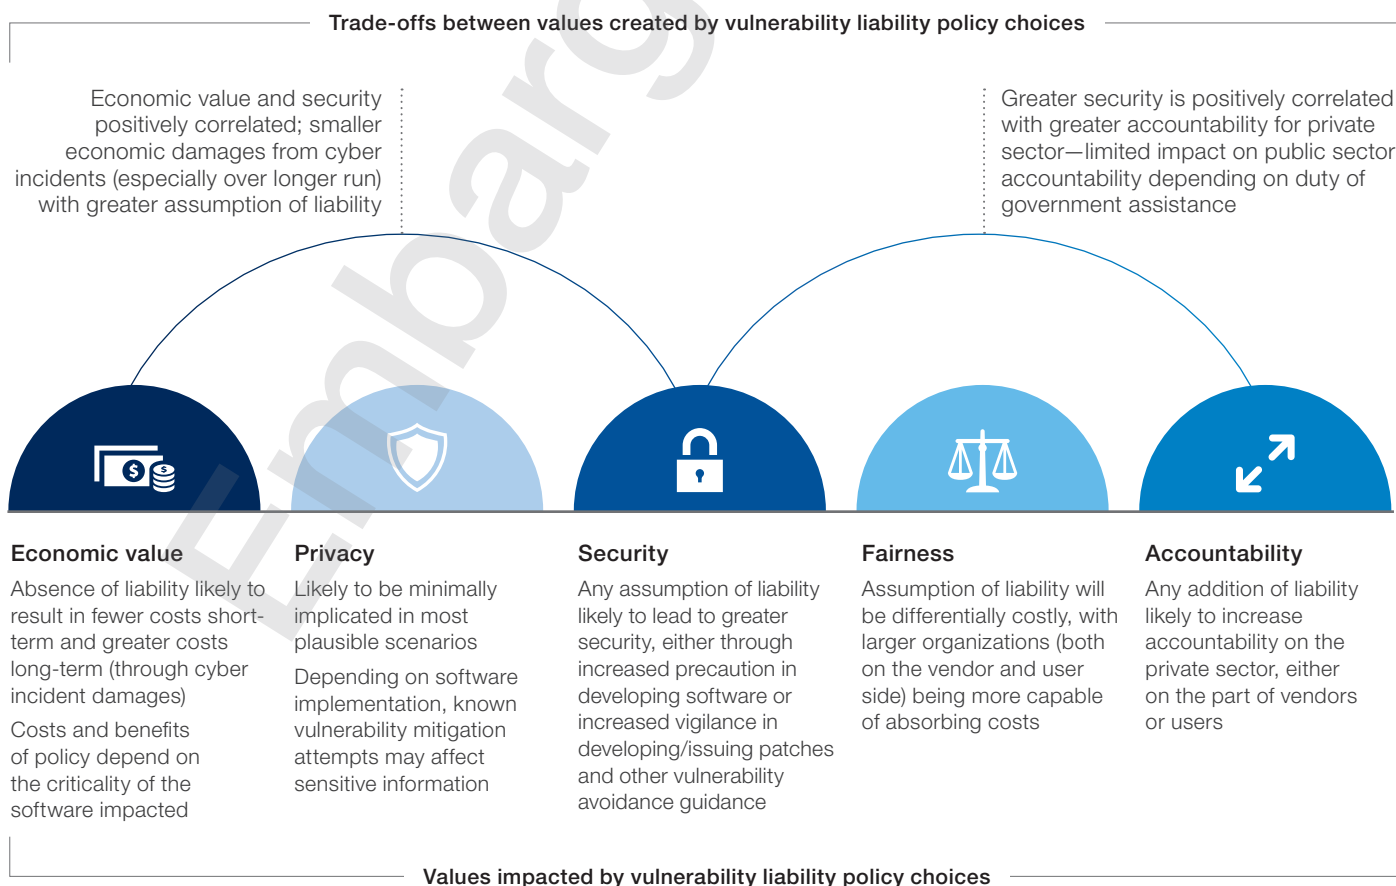 Trade-offs between values created by vulnerability liability policy choices
Economic value and security
positively correlated; smaller
economic damages from cyber
incidents (especially over longer run)
with greater assumption of liability
Greater security is positively correlated
with greater accountability for private
sector—limited impact on public sector
accountability depending on duty of
government assistance
Embarg
$
$
Economic value
Absence of liability likely to
result in fewer costs short-
term and greater costs
long-term (through cyber
incident damages)
Costs and benefits
of policy depend on
the criticality of the
software impacted
Privacy
Likely to be minimally
implicated in most
plausible scenarios
Depending on software
implementation, known
vulnerability mitigation
attempts may affect
sensitive information
Security
Any assumption of liability
likely to lead to greater
security, either through
increased precaution in
developing software or
increased vigilance in
developing/issuing patches
and other vulnerability
avoidance guidance
Fairness
Assumption of liability will
be differentially costly, with
larger organizations (both
on the vendor and user
side) being more capable
of absorbing costs
Accountability
Any addition of liability
likely to increase
accountability on the
private sector, either
on the part of vendors
or users
Values impacted by vulnerability liability policy choices